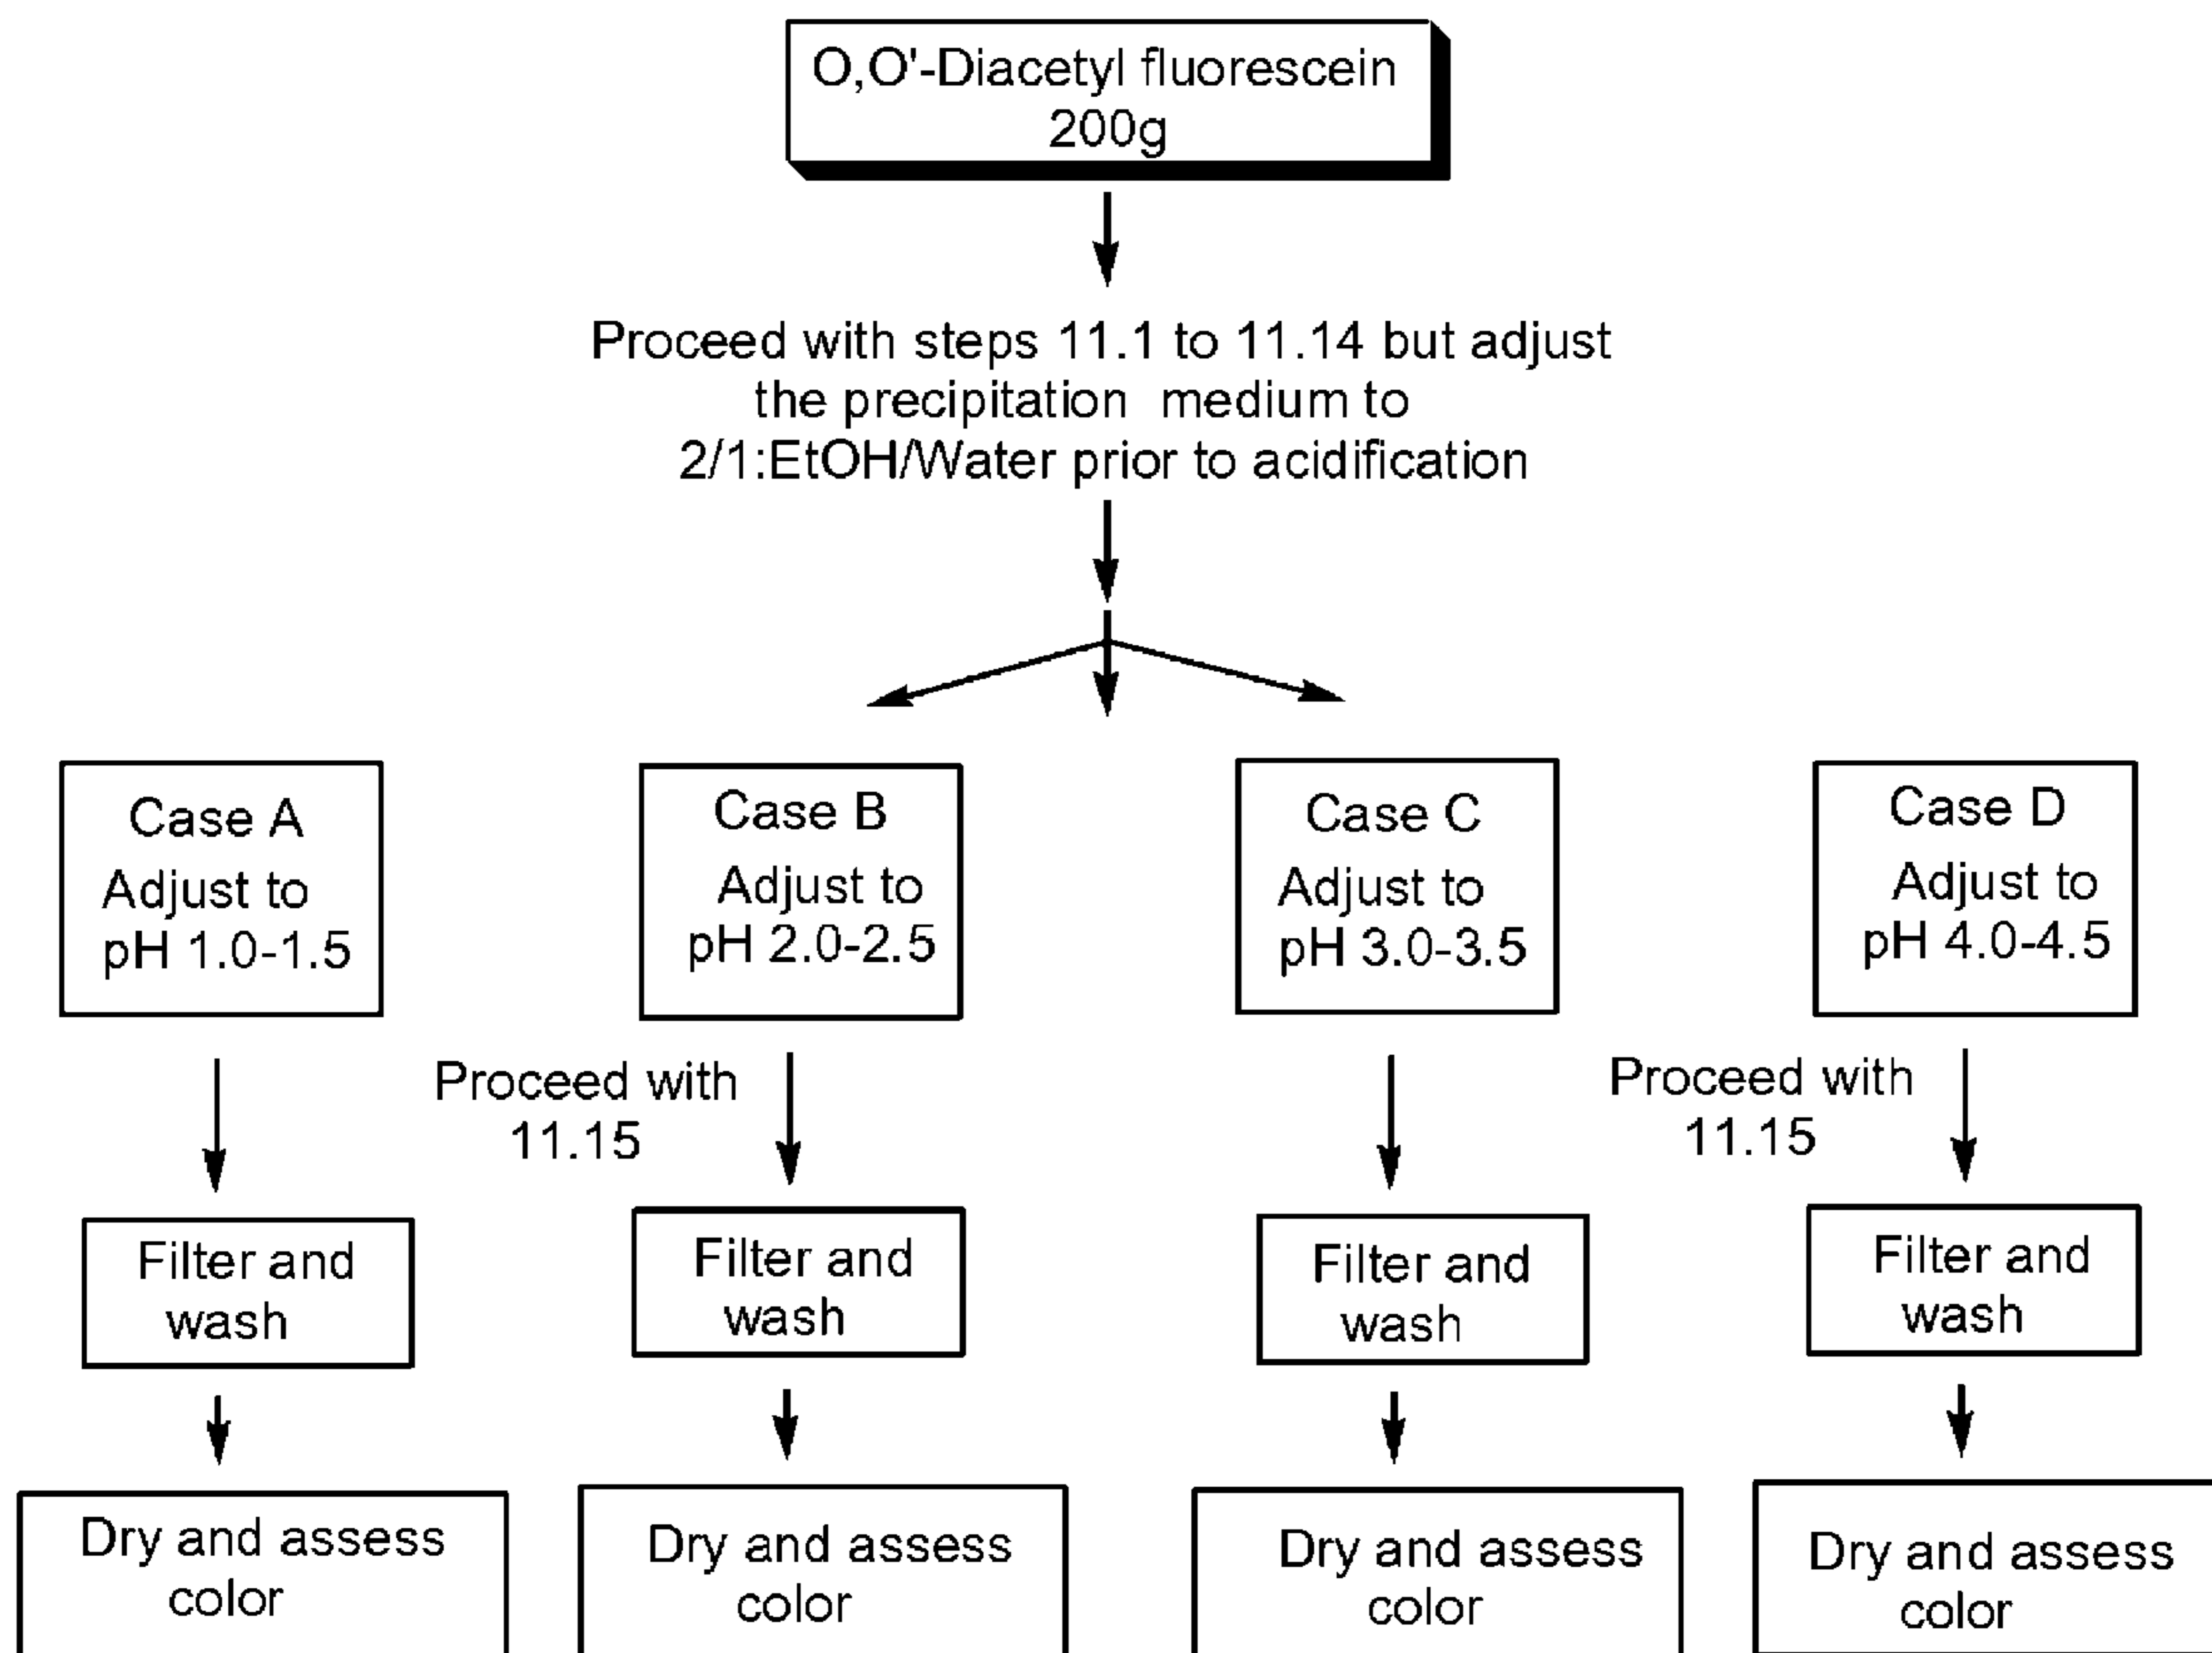 O,O'-Diacetyl fluorescein
200g
Proceed with steps 11.1 to 11.14 but adjust
the precipitation medium to
2/1:EtOH/Water prior to acidification
Case A
Adjust to
pH 1.0-1.5
Case B
Adjust to
pH 2.0-2.5
Case C
Adjust to
pH 3.0-3.5
Case D
Adjust to
pH 4.0-4.5
Proceed with
11.15
Proceed with
11.15
Filter and
wash
Filter and
wash
Filter and
wash
Filter and
wash
Dry and assess
color
Dry and assess
color
Dry and assess
color
Dry and assess
color